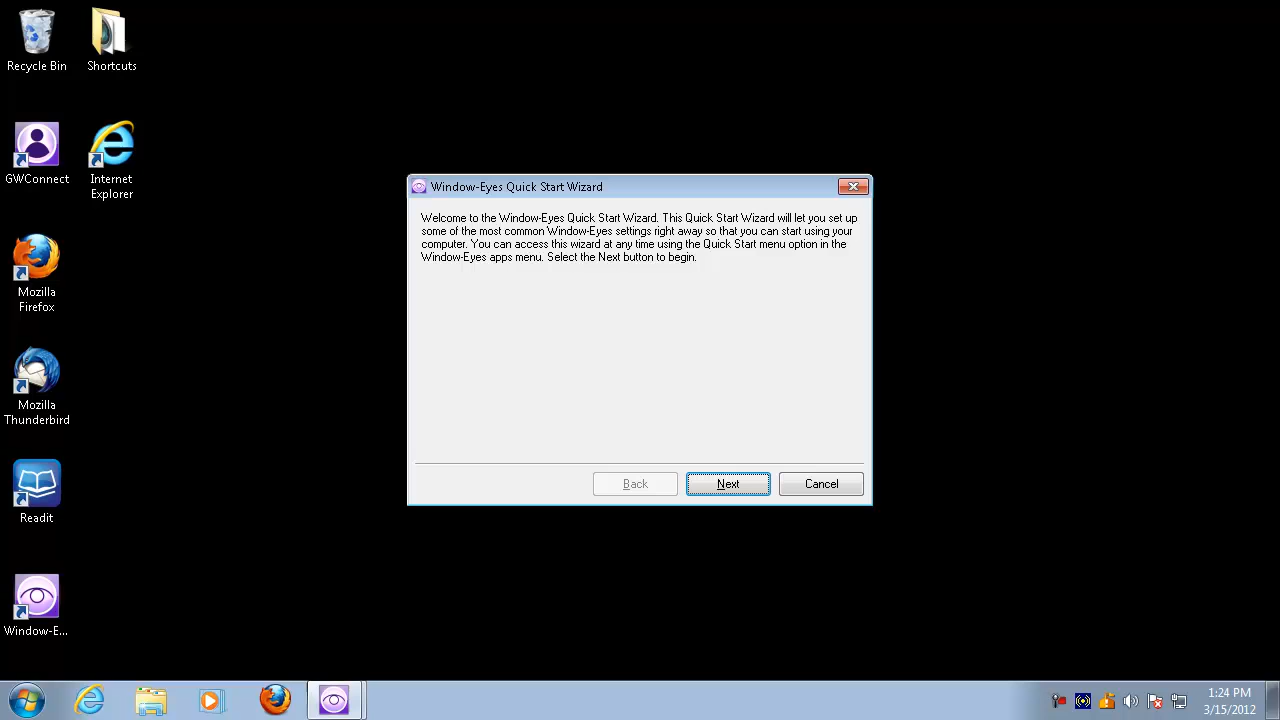 Recycle Bin
Shortcuts
GWConnect
Internet
Explorer
Mozilla
Firefox
Mozilla
Thunderbird
Readit
Window-E...
Window-Eyes Quick Start Wizard
Welcome to the Window-Eyes Quick Start Wizard. This Quick Start Wizard will let you set up
some of the most common Window-Eyes settings right away so that you can start using your
computer. You can access this wizard at any time using the Quick Start menu option in the
Window-Eyes apps menu. Select the Next button to begin.
Back
Next
Cancel
1:24 PM
3/15/2012